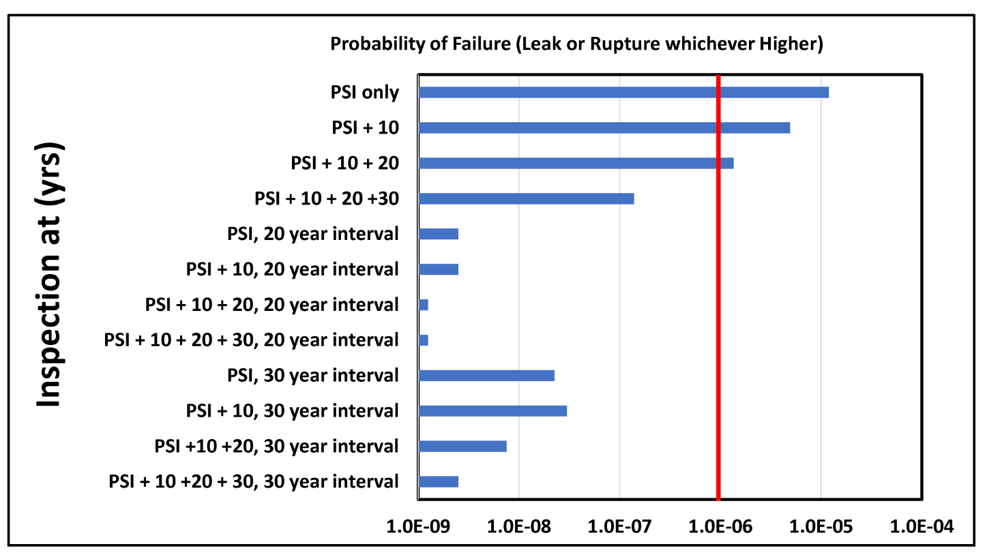 Probability of Failure (Leak or Rupture whichever Higher)
Inspection at (yrs)
PSI only
PSI + 10
PSI + 10 + 20
PSI + 10 + 20 +30
PSI, 20 year interval
PSI + 10, 20 year interval
PSI + 10 + 20, 20 year interval
PSI + 10 + 20 + 30, 20 year interval
PSI, 30 year interval
PSI + 10, 30 year interval
PSI +10 +20, 30 year interval
PSI + 10 +20 + 30, 30 year interval
1.0E-09 1.0E-08 1.0E-07 1.0E-06 1.0E-05 1.0E-04